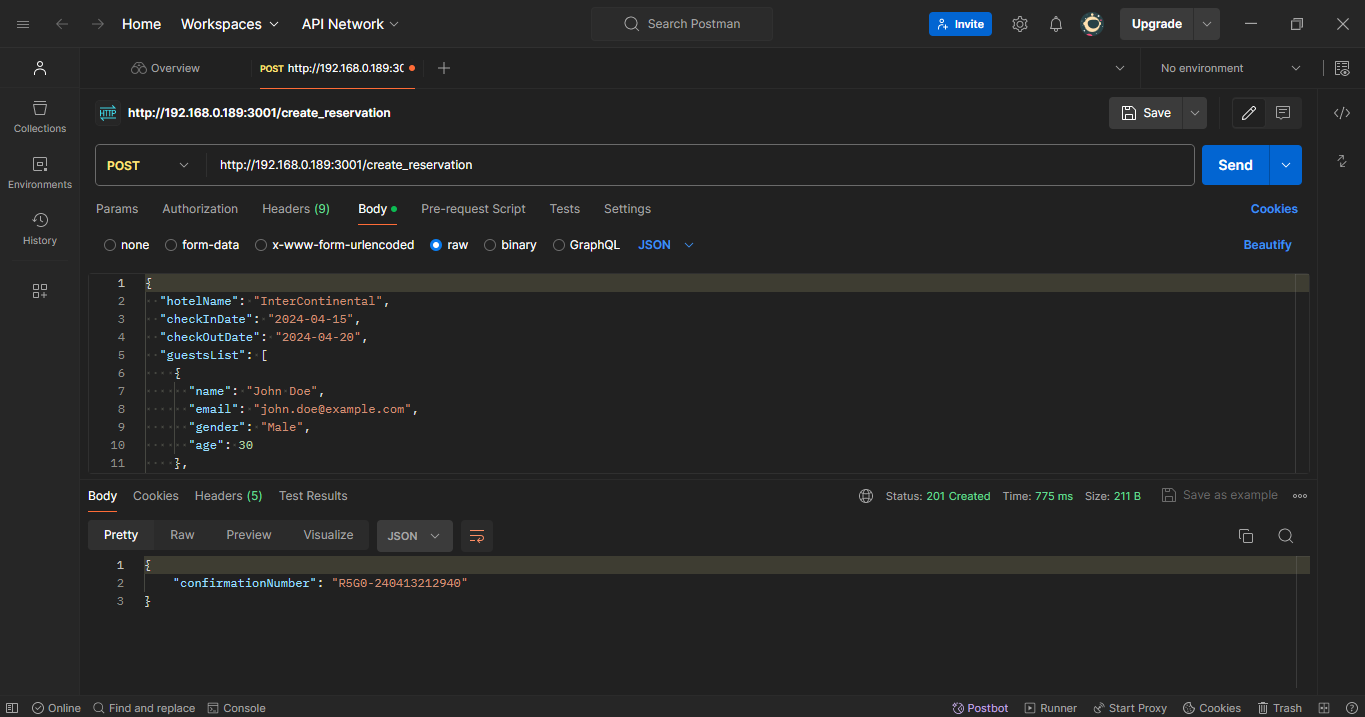 Home Workspaces API Network Search Postman Invite Upgrade
Overview POST http://192.168.0.189:30 No environment
HTTP http://192.168.0.189:3001/create_reservation Save
Collections
POST http://192.168.0.189:3001/create_reservation Send
Environments
Params Authorization Headers (9) Body Pre-request Script Tests Settings Cookies
History
none form-data x-www-form-urlencoded raw binary GraphQL JSON Beautify
1 {
2 "hotelName": "InterContinental",
3 "checkInDate": "2024-04-15",
4 "checkOutDate": "2024-04-20",
5 "guestsList": [
6 {
7 "name": "John Doe",
8 "email": "john.doe@example.com",
9 "gender": "Male",
10 "age": 30
11 },
Body Cookies Headers (5) Test Results Status: 201 Created Time: 775 ms Size: 211 B Save as example
Pretty Raw Preview Visualize JSON
1 {
2 "confirmationNumber": "R5G0-240413212940"
3 }
Online Find and replace Console Postbot Runner Start Proxy Cookies Trash